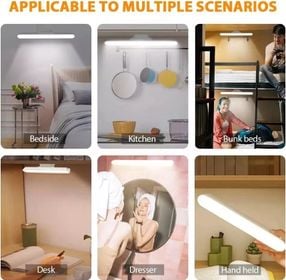 APPLICABLE TO MULTIPLE SCENARIOS
Bedside
Kitchen
Bunk beds
Desk
Dresser
Hand held